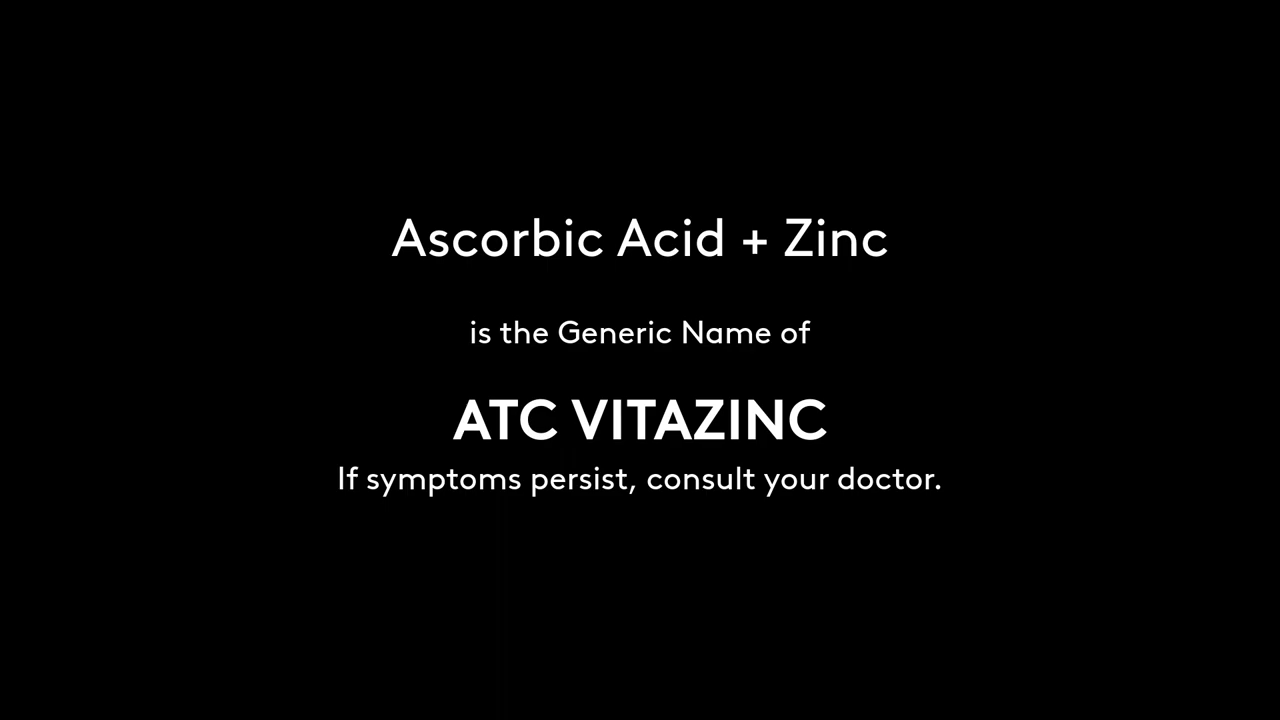 Ascorbic Acid + Zinc
is the Generic Name of
ATC VITAZINC
If symptoms persist, consult your doctor.